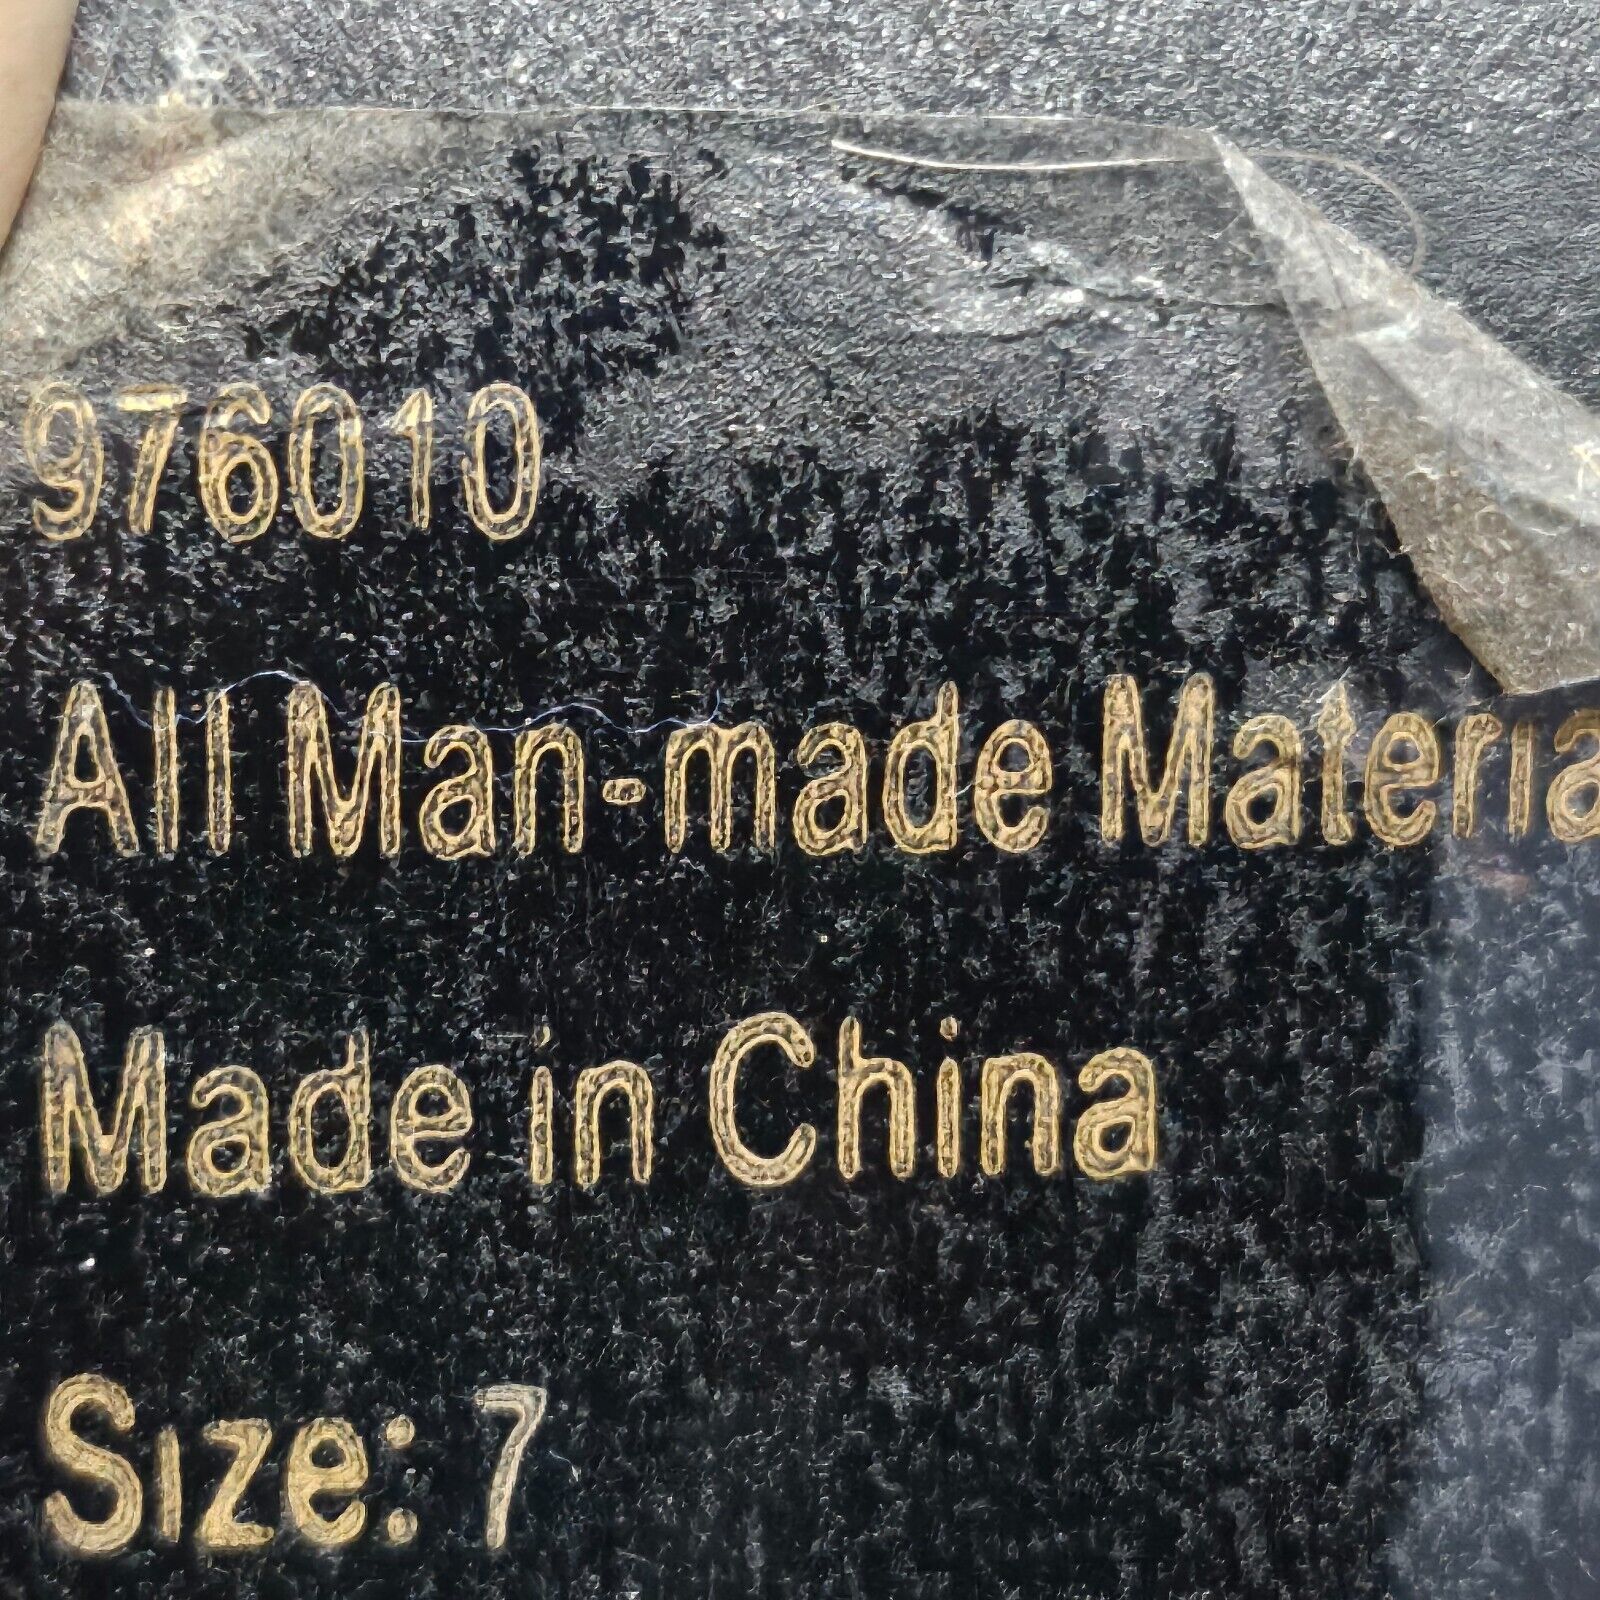 976010
All Man-made Materia
Made in China
Size: 7